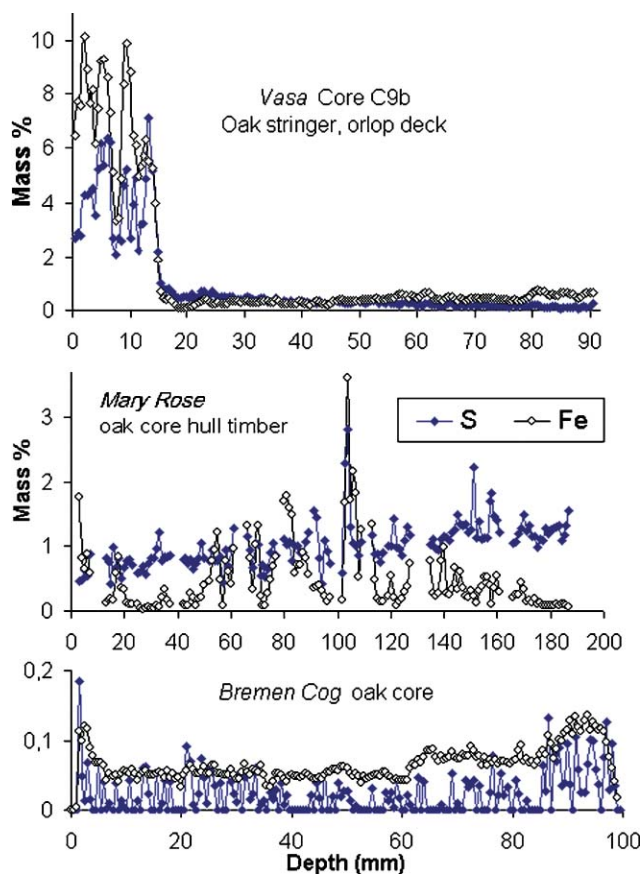 10
8
6
4
2
0
Mass %
Vasa Core C9b
Oak stringer, orlop deck
0 10 20 30 40 50 60 70 80 90
3
2
1
0
Mass %
Mary Rose
oak core hull timber
S Fe
0 20 40 60 80 100 120 140 160 180 200
0,2
0,1
0
Bremen Cog oak core
0 20 40 60 80 100
Depth (mm)